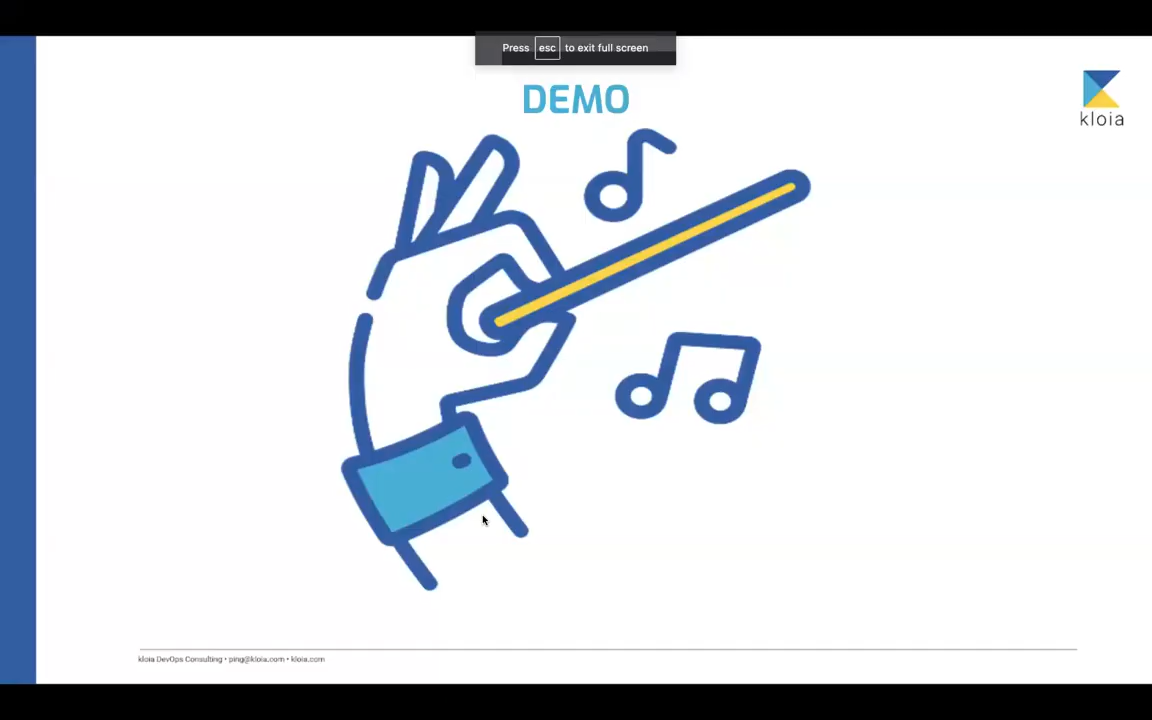 Press esc to exit full screen
DEMO
kloia
kloia DevOps Consulting • ping@kloia.com • kloia.com